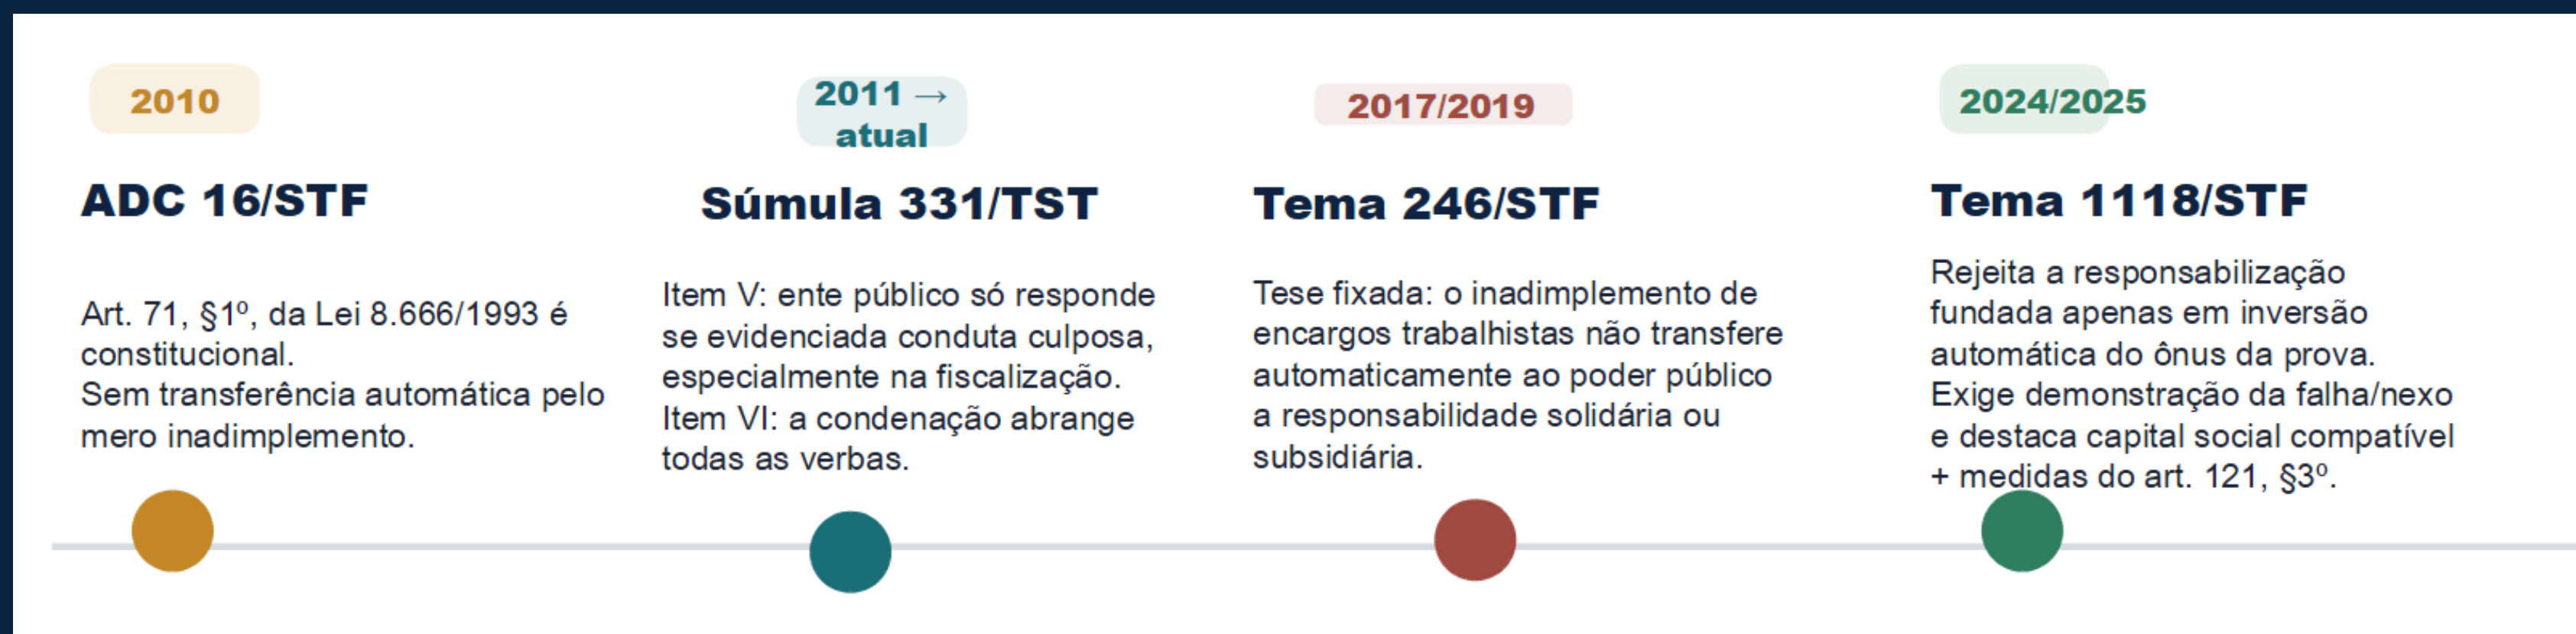 2010
ADC 16/STF
Art. 71, §1º, da Lei 8.666/1993 é
constitucional.
Sem transferência automática pelo
mero inadimplemento.
2011 →
atual
Súmula 331/TST
Item V: ente público só responde
se evidenciada conduta culposa,
especialmente na fiscalização.
Item VI: a condenação abrange
todas as verbas.
2017/2019
Tema 246/STF
Tese fixada: o inadimplemento de
encargos trabalhistas não transfere
automaticamente ao poder público
a responsabilidade solidária ou
subsidiária.
2024/2025
Tema 1118/STF
Rejeita a responsabilização
fundada apenas em inversão
automática do ônus da prova.
Exige demonstração da falha/nexo
e destaca capital social compatível
+ medidas do art. 121, §3º.